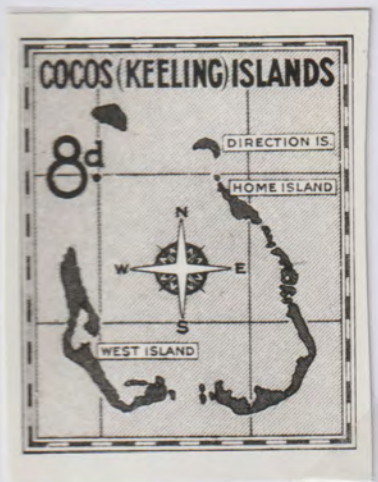 COCOS (KEELING) ISLANDS
8d
DIRECTION IS.
HOME ISLAND
N
W E
S
WEST ISLAND